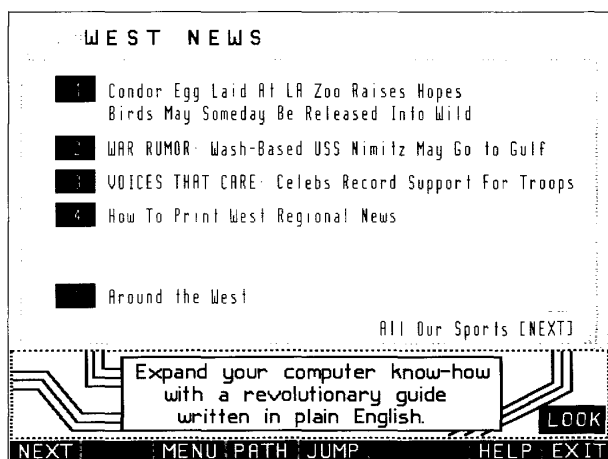 WEST NEWS
1 Condor Egg Laid At LA Zoo Raises Hopes
Birds May Someday Be Released Into Wild
2 WAR RUMOR: Wash-Based USS Nimitz May Go to Gulf
3 VOICES THAT CARE: Celebs Record Support For Troops
4 How To Print West Regional News
Around the West
All Our Sports [NEXT]
Expand your computer know-how
with a revolutionary guide
written in plain English.
LOOK
NEXT MENU PATH JUMP HELP EXIT